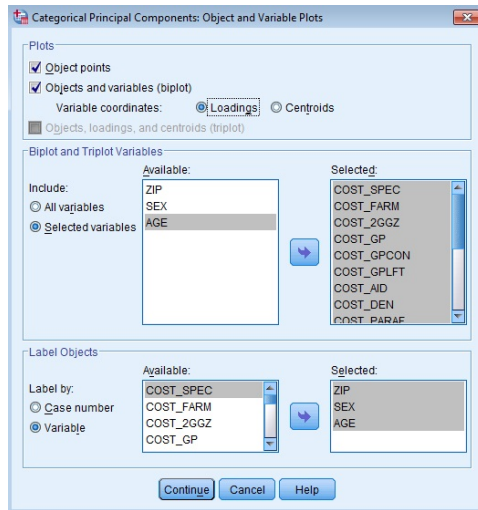 Categorical Principal Components: Object and Variable Plots
Plots
Object points
Objects and variables (biplot)
Variable coordinates: Loadings Centroids
Objects, loadings, and centroids (triplot)
Biplot and Triplot Variables
Available: Selected:
Include:
All variables
Selected variables
ZIP
SEX
AGE
COST_SPEC
COST_FARM
COST_2GGZ
COST_GP
COST_GPCON
COST_GPLFT
COST_AID
COST_DEN
COST_PARAF
Label Objects
Available: Selected:
Label by:
Case number
Variable
COST_SPEC
COST_FARM
COST_2GGZ
COST_GP
ZIP
SEX
AGE
Continue Cancel Help